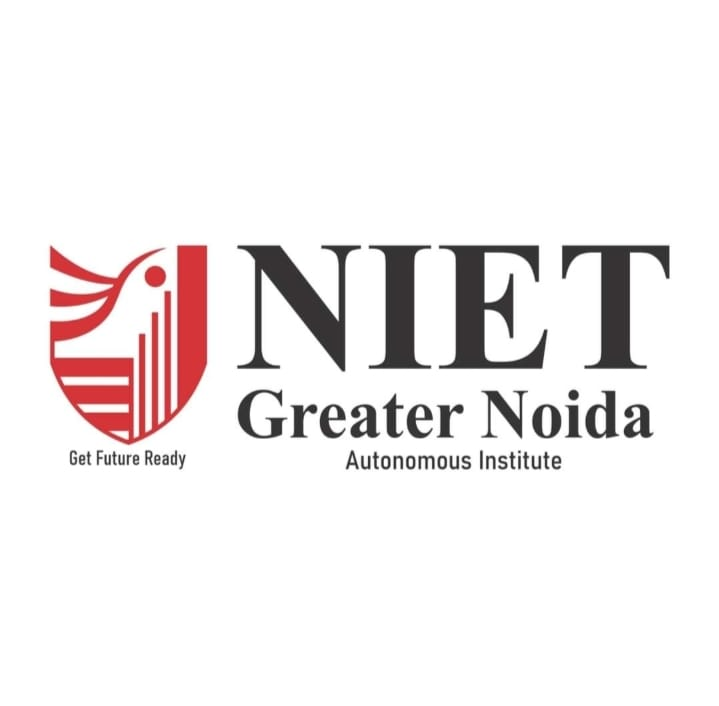 NIET
Greater Noida
Autonomous Institute
Get Future Ready